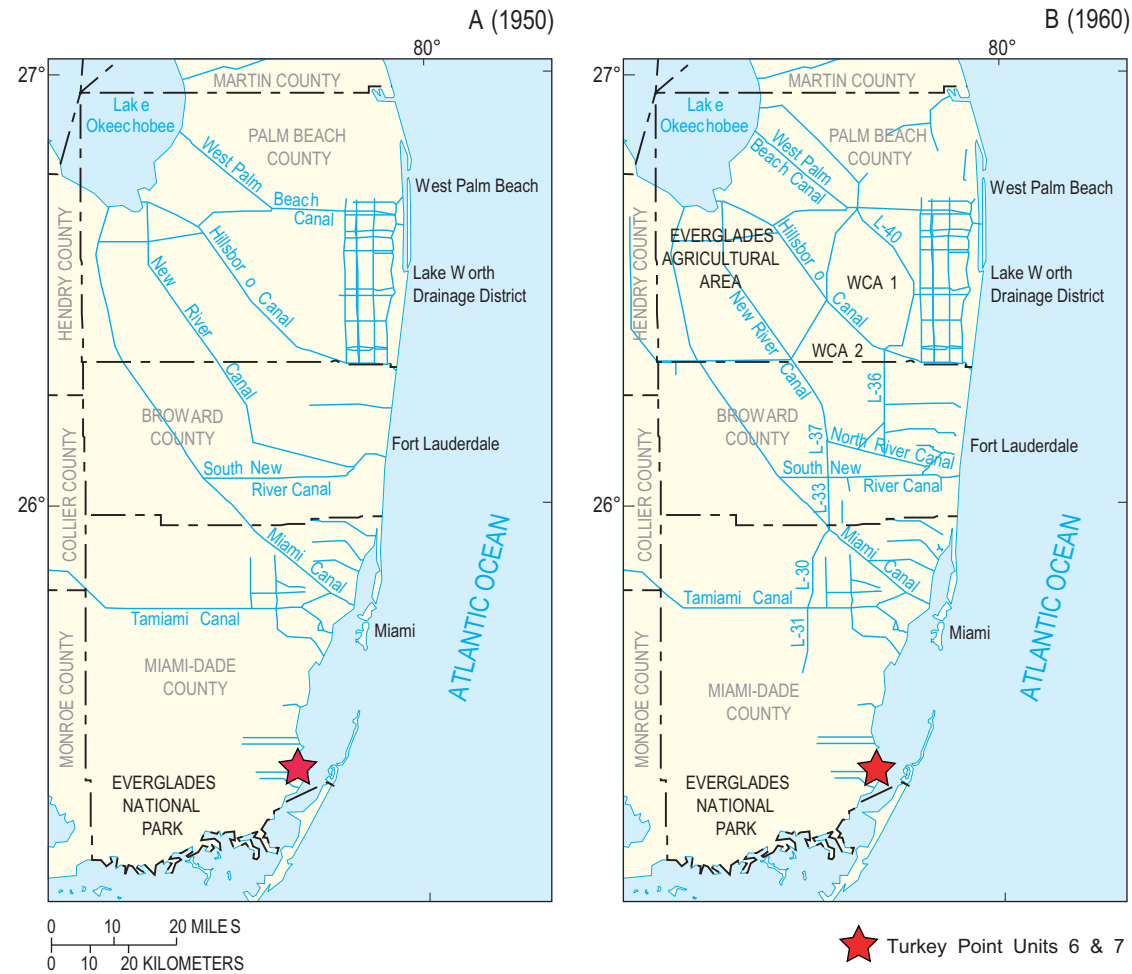 A (1950)
80°
27°
MARTIN COUNTY
Lake
Okeechobee
PALM BEACH
COUNTY
West Palm
Beach
Canal
West Palm Beach
HENDRY COUNTY
Hillsboro Canal
New River Canal
Lake Worth
Drainage District
BROWARD
COUNTY
Fort Lauderdale
South New
River Canal
COLLIER COUNTY
26°
Miami Canal
ATLANTIC OCEAN
Tamiami Canal
Miami
MONROE COUNTY
MIAMI-DADE
COUNTY
EVERGLADES
NATIONAL
PARK
0 10 20 MILES
0 10 20 KILOMETERS
B (1960)
80°
27°
MARTIN COUNTY
Lake
Okeechobee
PALM BEACH
COUNTY
West Palm
Beach Canal
West Palm Beach
HENDRY COUNTY
EVERGLADES
AGRICULTURAL
AREA
L-40
Hillsboro Canal
WCA 1
New River Canal
Lake Worth
Drainage District
WCA 2
L-36
BROWARD
COUNTY
L-37
North River Canal
Fort Lauderdale
South New
River Canal
L-33
COLLIER COUNTY
26°
Miami Canal
L-30
ATLANTIC OCEAN
Tamiami Canal
L-31
Miami
MONROE COUNTY
MIAMI-DADE
COUNTY
EVERGLADES
NATIONAL
PARK
Turkey Point Units 6 & 7